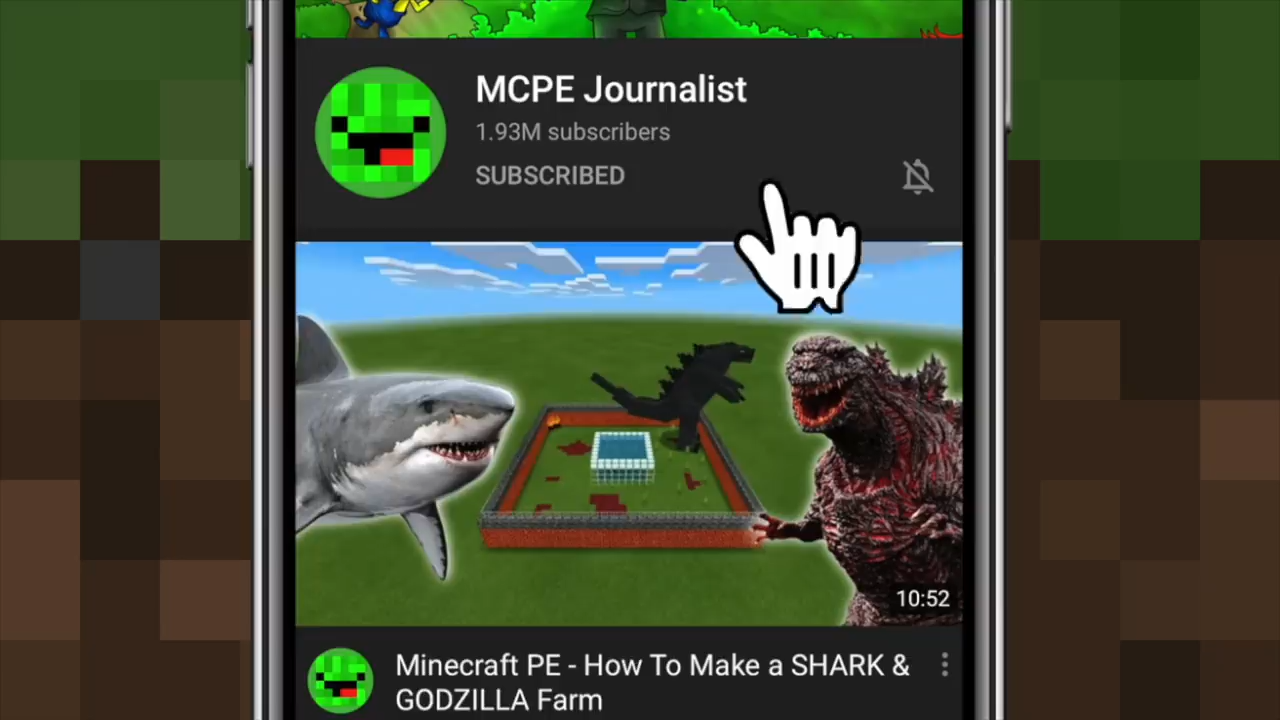 MCPE Journalist
1.93M subscribers
SUBSCRIBED
10:52
Minecraft PE - How To Make a SHARK &
GODZILLA Farm